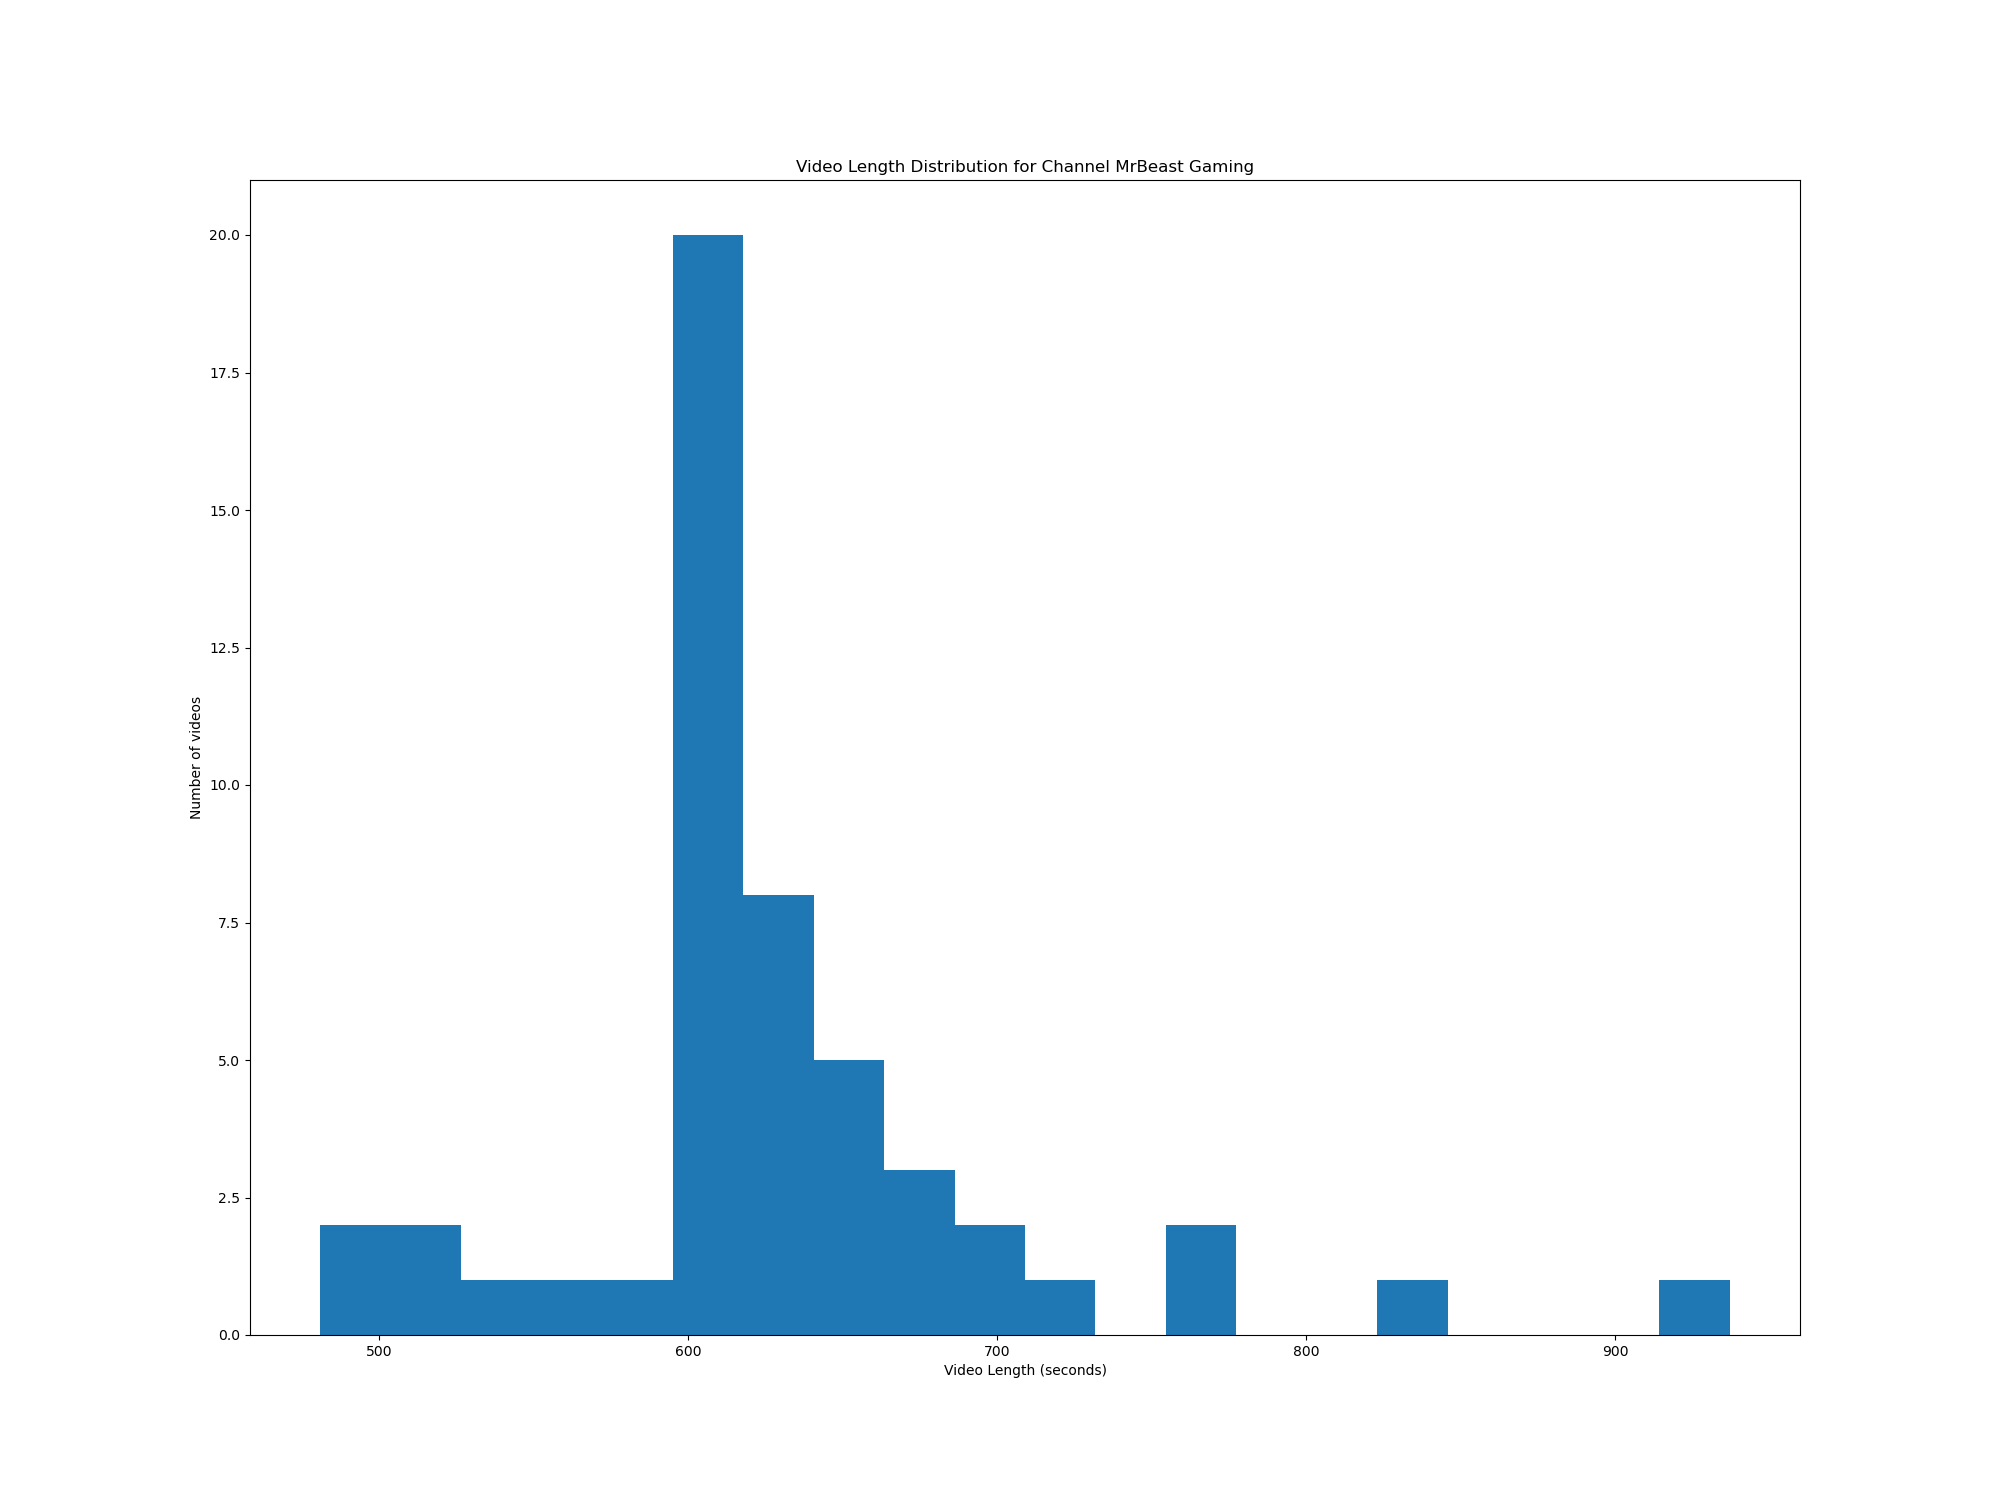 Video Length Distribution for Channel MrBeast Gaming
20.0
17.5
15.0
12.5
10.0
7.5
5.0
2.5
0.0
Number of videos
500 600 700 800 900
Video Length (seconds)